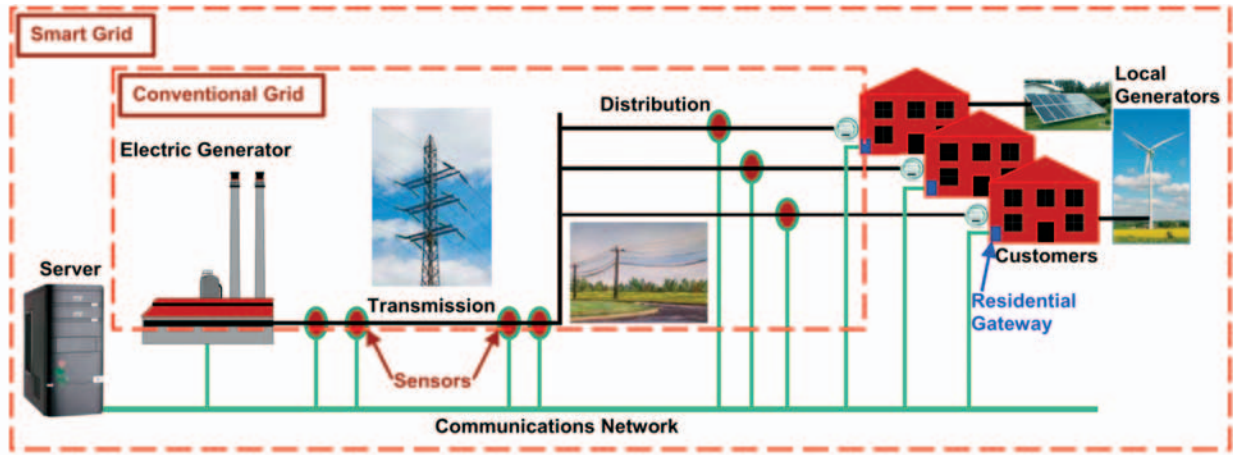 Smart Grid
Conventional Grid
Electric Generator
Distribution
Local
Generators
Server
Transmission
Customers
Residential
Gateway
Sensors
Communications Network